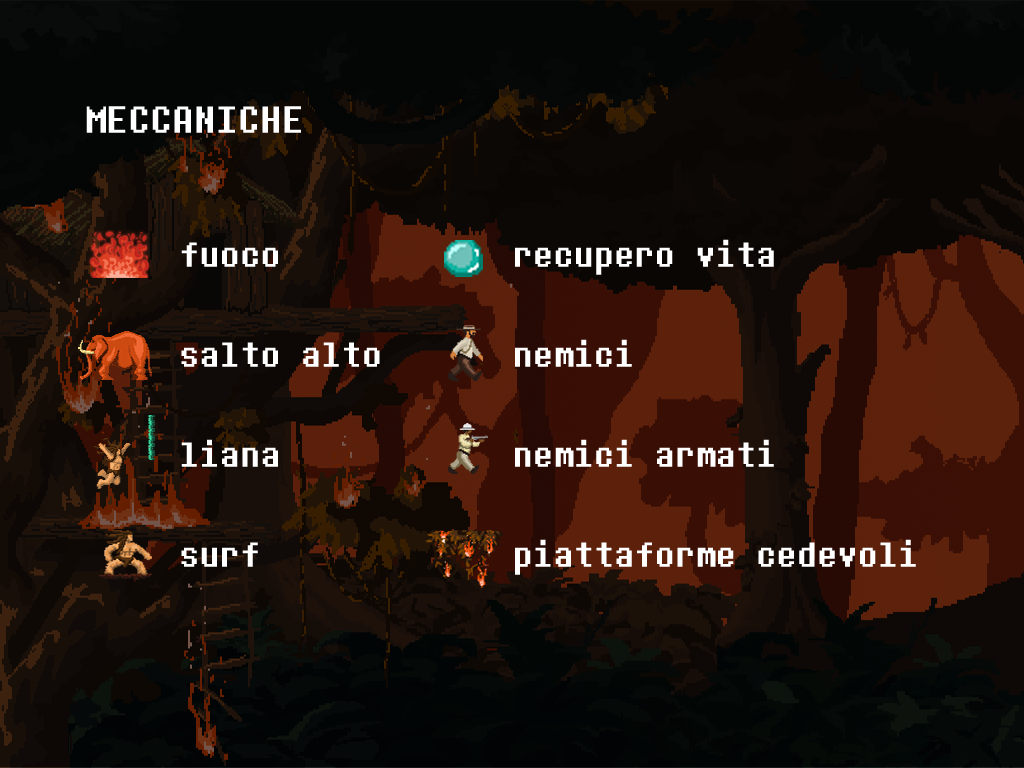 MECCANICHE
fuoco
recupero vita
salto alto
nemici
liana
nemici armati
surf
piattaforme cedevoli